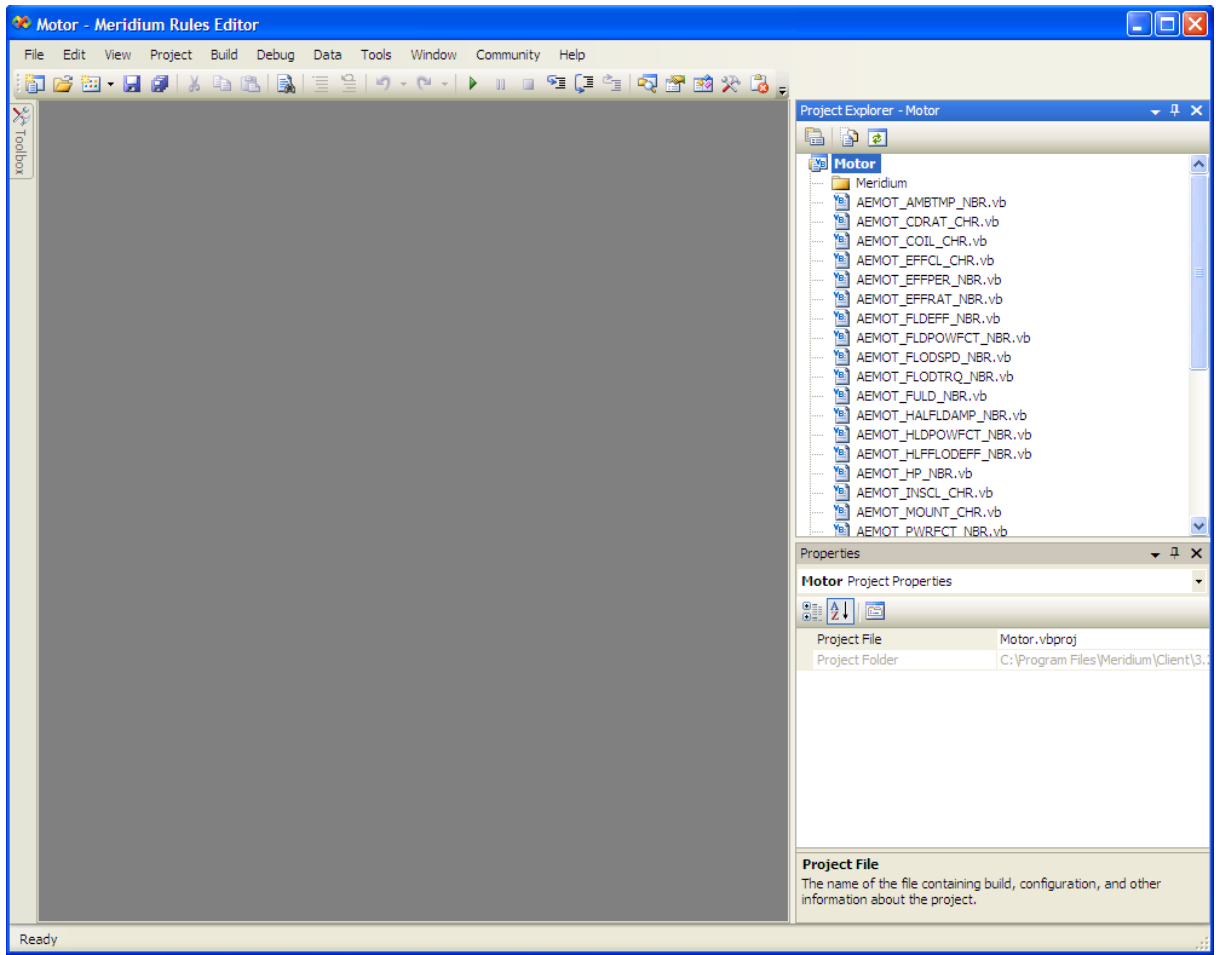 Motor - Meridium Rules Editor
File Edit View Project Build Debug Data Tools Window Community Help
Toolbox
Project Explorer - Motor
Motor
Meridium
AEMOT_AMBTMP_NBR.vb
AEMOT_CDRAT_CHR.vb
AEMOT_COIL_CHR.vb
AEMOT_EFFCL_CHR.vb
AEMOT_EFFPER_NBR.vb
AEMOT_EFFRAT_NBR.vb
AEMOT_FLDEFF_NBR.vb
AEMOT_FLDPOWFCT_NBR.vb
AEMOT_FLODSPD_NBR.vb
AEMOT_FLODTRQ_NBR.vb
AEMOT_FULD_NBR.vb
AEMOT_HALFLDAMP_NBR.vb
AEMOT_HLDPOWFCT_NBR.vb
AEMOT_HLFFLODEFF_NBR.vb
AEMOT_HP_NBR.vb
AEMOT_INSCL_CHR.vb
AEMOT_MOUNT_CHR.vb
AEMOT_PWRFCT_NBR.vb
Properties
Motor Project Properties
Project File Motor.vbproj
Project Folder C:\Program Files\Meridium\Client\3.
Project File
The name of the file containing build, configuration, and other
information about the project.
Ready